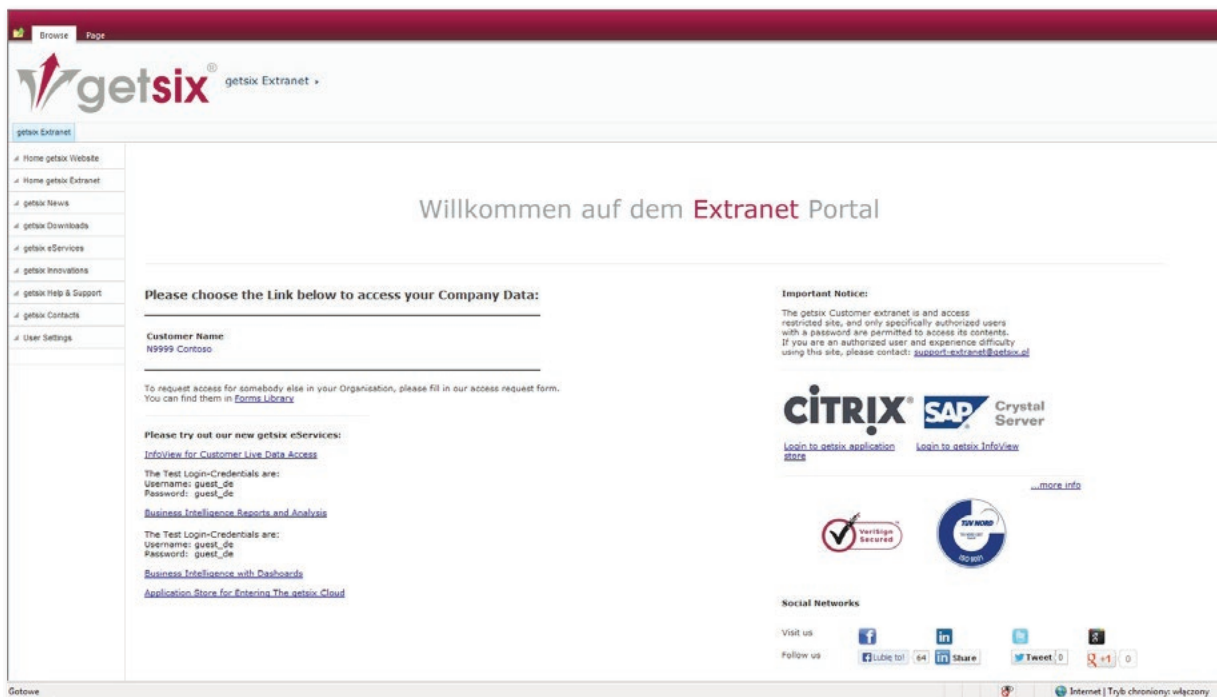 Browse Page
getsix®
getsix Extranet
getsix Extranet
Home getsix Website
Home getsix Extranet
getsix News
getsix Downloads
getsix eServices
getsix Innovations
getsix Help & Support
getsix Contacts
User Settings
Willkommen auf dem Extranet Portal
Please choose the Link below to access your Company Data:
Customer Name
N9999 Contoso
To request access for somebody else in your Organisation, please fill in our access request form.
You can find them in Forms Library
Please try out our new getsix eServices:
InfoView for Customer Live Data Access
The Test Login-Credentials are:
Username: guest_de
Password: guest_de
Business Intelligence Reports and Analysis
The Test Login-Credentials are:
Username: guest_de
Password: guest_de
Business Intelligence with Dashoards
Application Store for Entering The getsix Cloud
Important Notice:
The getsix Customer extranet is and access
restricted site, and only specifically authorized users
with a password are permitted to access its contents.
If you are an authorized user and experience difficulty
using this site, please contact: support-extranet@getsix.pl
CITRIX® SAP Crystal
Server
Login to getsix application
store
Login to getsix InfoView
...more info
VeriSign
Secured
TÜV NORD
ISO 9001
Social Networks
Visit us
Follow us Lubię to! 64 Share Tweet 0 +1 0
Gotowe Internet | Tryb chroniony: włączony